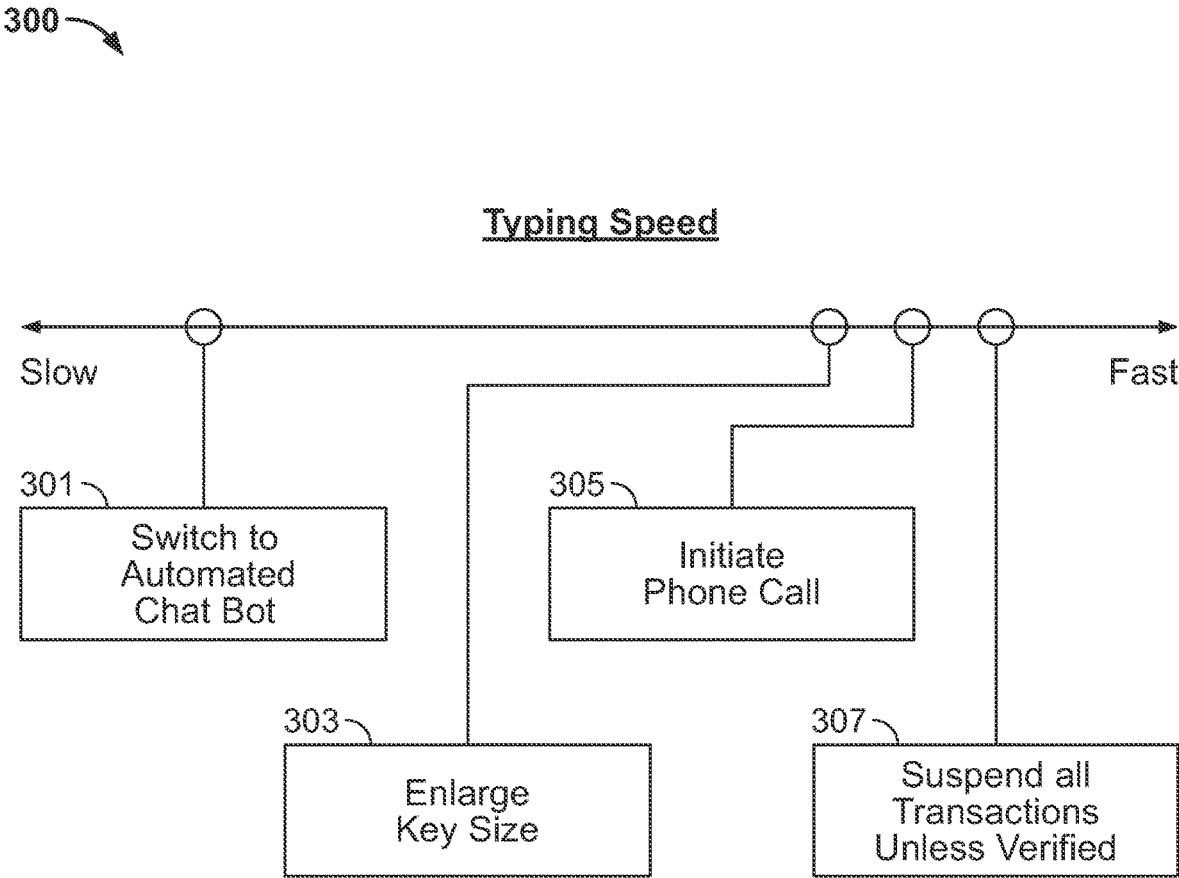 300
Typing Speed
Slow
Fast
301
Switch to
Automated
Chat Bot
305
Initiate
Phone Call
303
Enlarge
Key Size
307
Suspend all
Transactions
Unless Verified